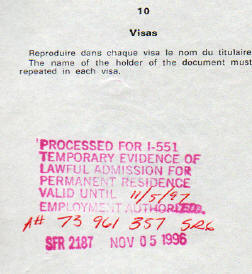 10
Visas
Reproduire dans chaque visa le nom du titulaire
The name of the holder of the document must
repeated in each visa.
PROCESSED FOR I-551
TEMPORARY EVIDENCE OF
LAWFUL ADMISSION FOR
PERMANENT RESIDENCE
VALID UNTIL 11/5/97
EMPLOYMENT AUTHORIZED.
A# 73 961 357 SRC
SFR 2187 NOV 05 1996